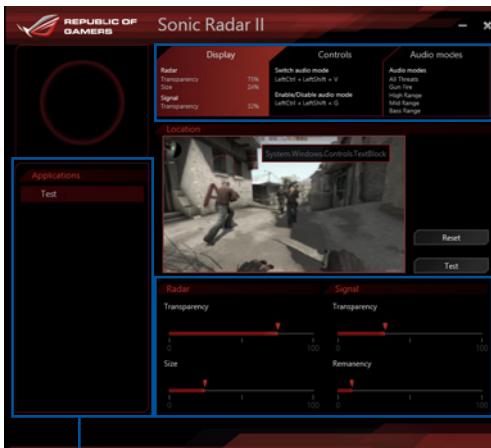 REPUBLIC OF
GAMERS
Sonic Radar II
Display
Radar
Transparency 75%
Size 24%
Signal
Transparency 32%
Controls
Switch audio mode
LeftCtrl + LeftShift + V
Enable/Disable audio mode
LeftCtrl + LeftShift + G
Audio modes
Audio modes
All Threats
Gun Fire
High Range
Mid Range
Bass Range
Location
System.Windows.Controls.TextBlock
Applications
Test
Reset
Test
Radar
Transparency
0 100
Size
0 100
Signal
Transparency
0 100
Remanency
0 100